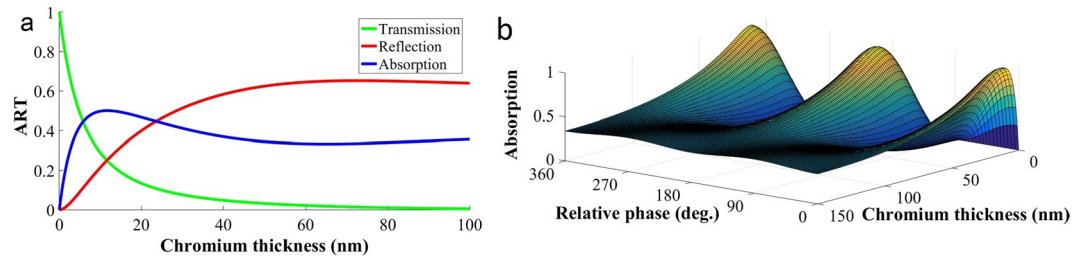 a
1
0.8
0.6
0.4
0.2
0
ART
0
20
40
60
80
100
Chromium thickness (nm)
Transmission
Reflection
Absorption
b
1
0.5
0
Absorption
360
270
180
90
0
Relative phase (deg.)
150
100
50
0
Chromium thickness (nm)